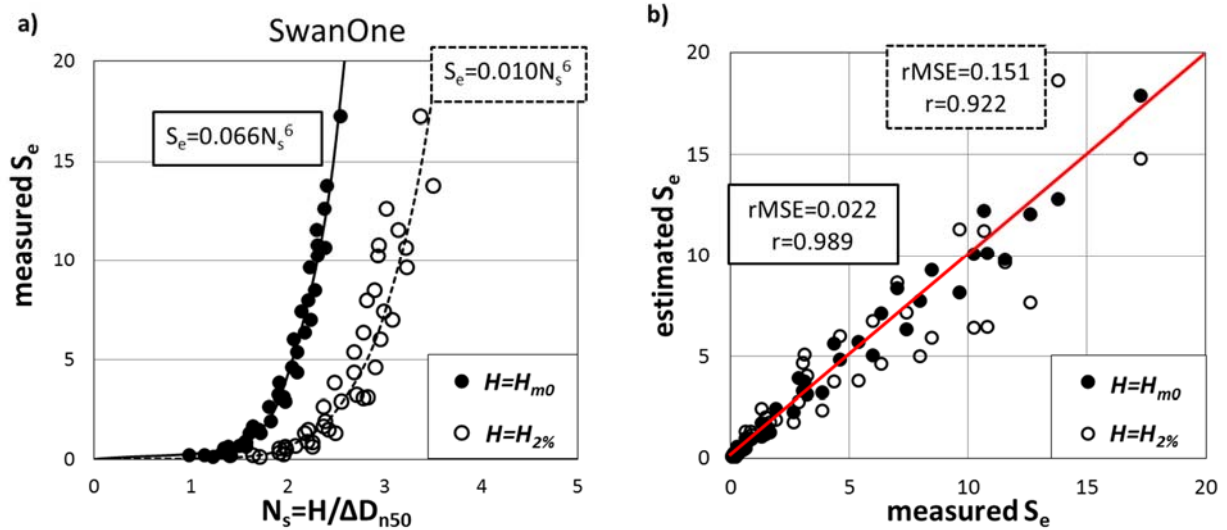 a)
SwanOne
measured Sₑ
20
15
10
5
0
Sₑ=0.066Nₛ⁶
Sₑ=0.010Nₛ⁶
H=Hₘ₀
H=H₂%
0 1 2 3 4 5
Nₛ=H/ΔDₙ₅₀
b)
estimated Sₑ
20
15
10
5
0
rMSE=0.151
r=0.922
rMSE=0.022
r=0.989
H=Hₘ₀
H=H₂%
0 5 10 15 20
measured Sₑ